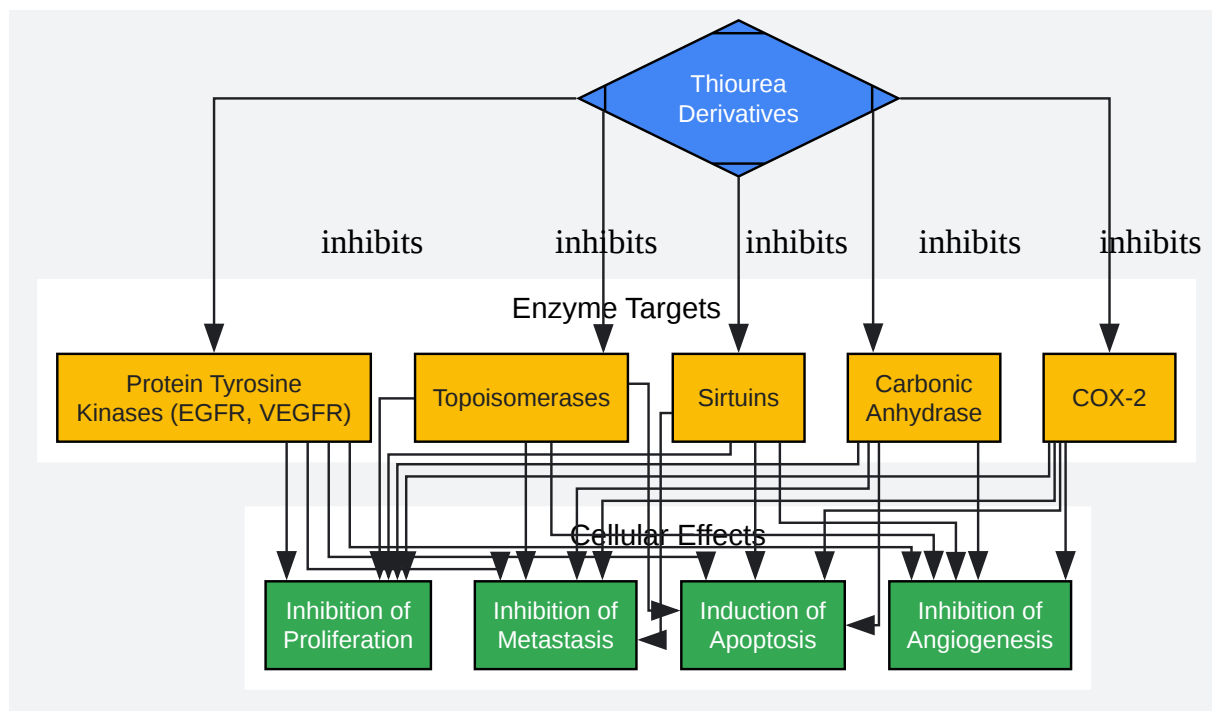 Thiourea
Derivatives
inhibits
inhibits
inhibits
inhibits
inhibits
Enzyme Targets
Protein Tyrosine
Kinases (EGFR, VEGFR)
Topoisomerases
Sirtuins
Carbonic
Anhydrase
COX-2
Cellular Effects
Inhibition of
Proliferation
Inhibition of
Metastasis
Induction of
Apoptosis
Inhibition of
Angiogenesis